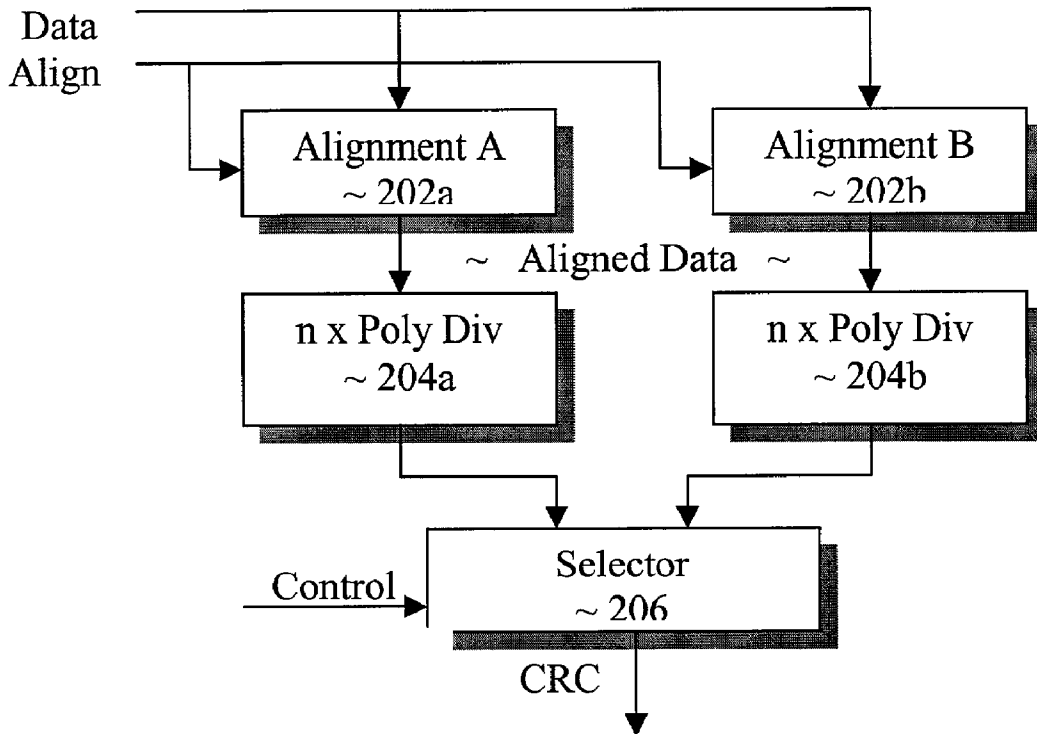 Data
Align
Alignment A
~ 202a
Alignment B
~ 202b
~ Aligned Data ~
n x Poly Div
~ 204a
n x Poly Div
~ 204b
Selector
~ 206
Control
CRC